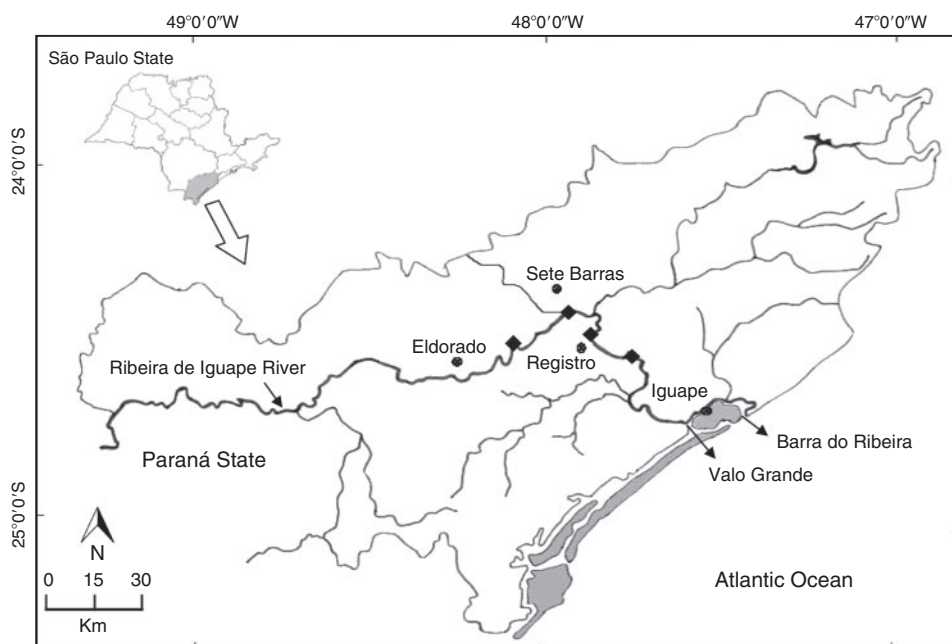 49°0'0"W
48°0'0"W
47°0'0"W
São Paulo State
24°0'0"S
Sete Barras
Eldorado
Registro
Ribeira de Iguape River
Iguape
Barra do Ribeira
Paraná State
Valo Grande
25°0'0"S
N
Atlantic Ocean
0 15 30
Km